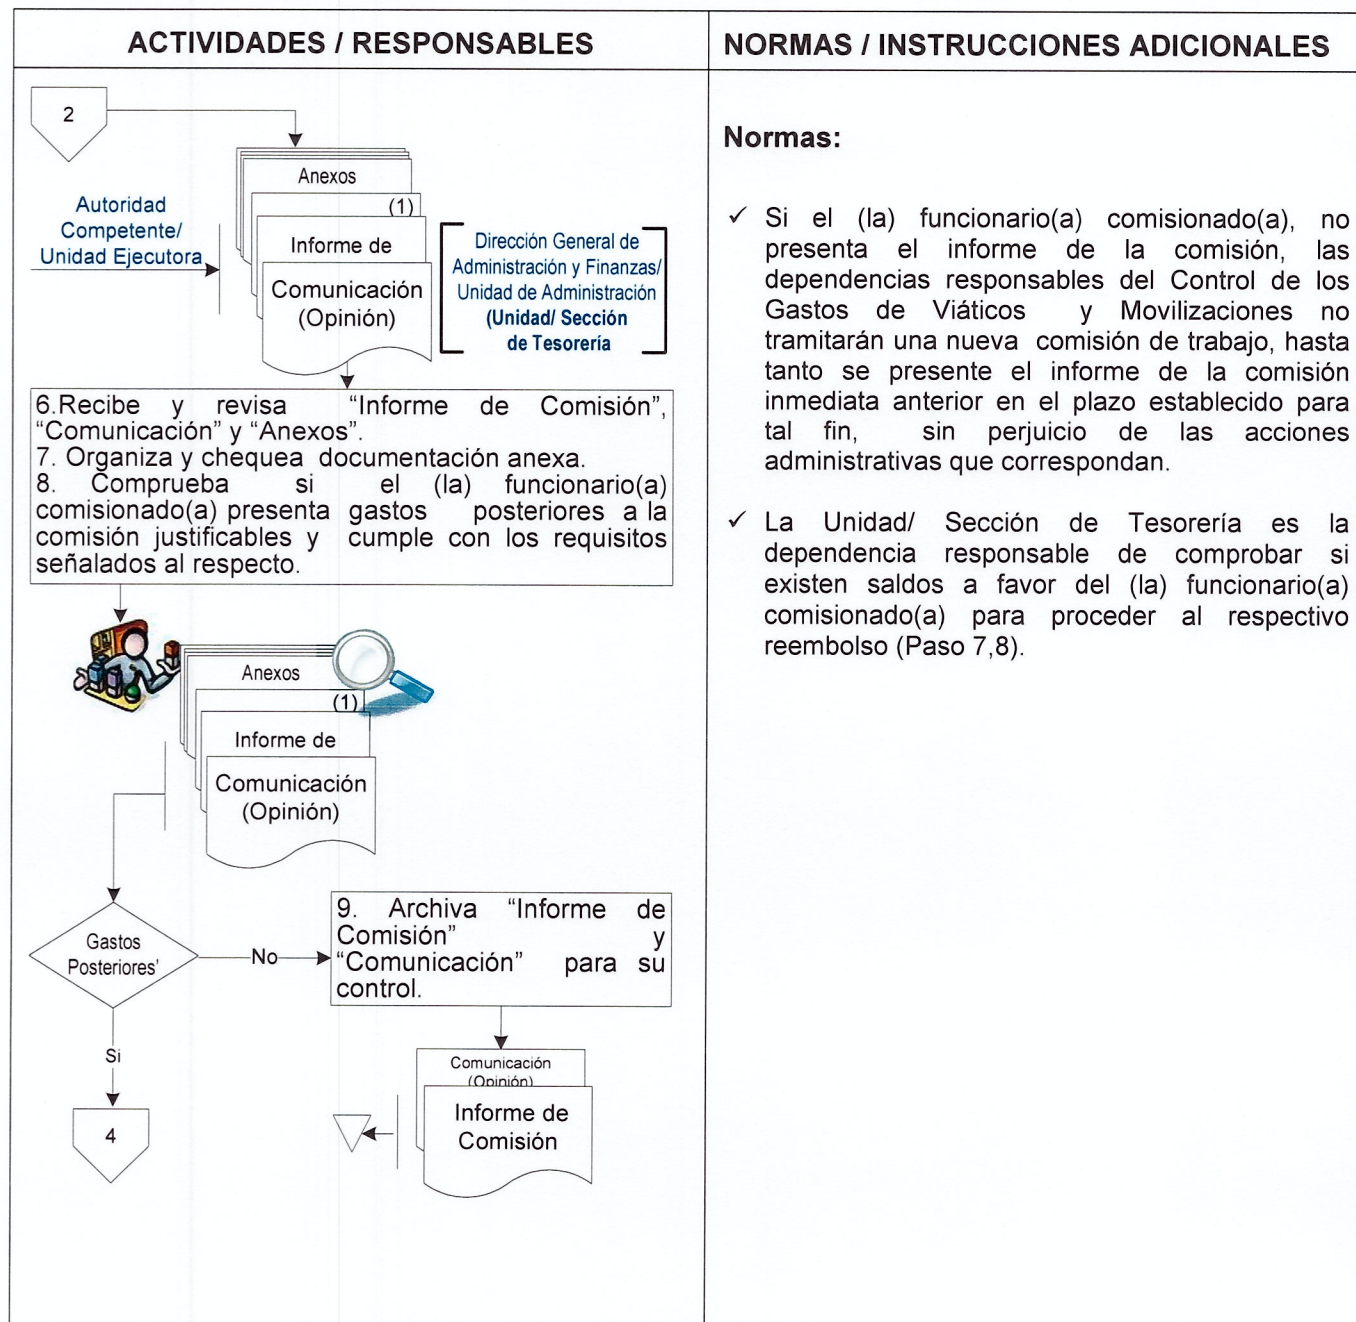 ACTIVIDADES / RESPONSABLES
NORMAS / INSTRUCCIONES ADICIONALES
2
Anexos
(1)
Autoridad
Competente/
Unidad Ejecutora
Informe de
Comunicación
(Opinión)
Dirección General de
Administración y Finanzas/
Unidad de Administración
(Unidad/ Sección
de Tesorería
6.Recibe y revisa “Informe de Comisión”,
“Comunicación” y “Anexos”.
7. Organiza y chequea documentación anexa.
8. Comprueba si el (la) funcionario(a)
comisionado(a) presenta gastos posteriores a la
comisión justificables y cumple con los requisitos
señalados al respecto.
Anexos
(1)
Informe de
Comunicación
(Opinión)
Gastos
Posteriores’
No
9. Archiva “Informe de
Comisión” y
“Comunicación” para su
control.
Si
4
Comunicación
(Opinión)
Informe de
Comisión
Normas:
✓ Si el (la) funcionario(a) comisionado(a), no
presenta el informe de la comisión, las
dependencias responsables del Control de los
Gastos de Viáticos y Movilizaciones no
tramitarán una nueva comisión de trabajo, hasta
tanto se presente el informe de la comisión
inmediata anterior en el plazo establecido para
tal fin, sin perjuicio de las acciones
administrativas que correspondan.
✓ La Unidad/ Sección de Tesorería es la
dependencia responsable de comprobar si
existen saldos a favor del (la) funcionario(a)
comisionado(a) para proceder al respectivo
reembolso (Paso 7,8).